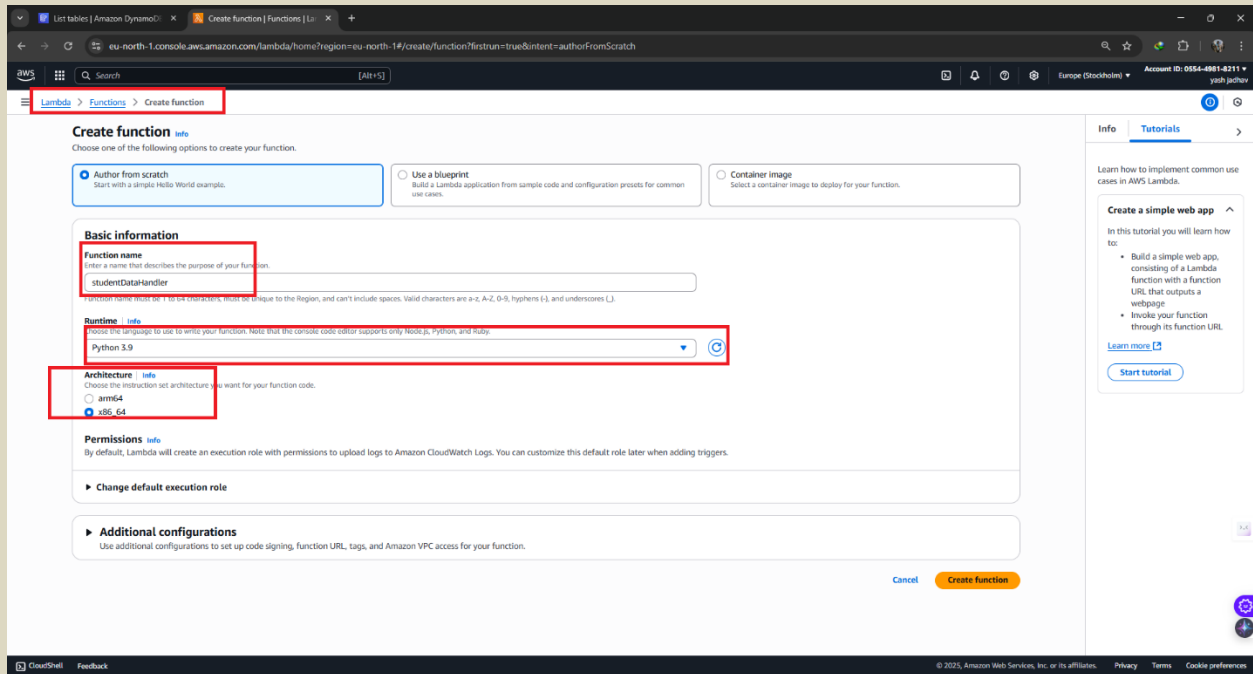 List tables | Amazon DynamoDB
Create function | Functions | La
eu-north-1.console.aws.amazon.com/lambda/home?region=eu-north-1#/create/function?firstrun=true&intent=authorFromScratch
aws
Search
[Alt+S]
Europe (Stockholm)
Account ID: 0554-4981-8211
yash jadhav
Lambda > Functions > Create function
Create function Info
Choose one of the following options to create your function.
Author from scratch
Start with a simple Hello World example.
Use a blueprint
Build a Lambda application from sample code and configuration presets for common
use cases.
Container image
Select a container image to deploy for your function.
Basic information
Function name
Enter a name that describes the purpose of your function.
studentDataHandler
Function name must be 1 to 64 characters, must be unique to the Region, and can't include spaces. Valid characters are a-z, A-Z, 0-9, hyphens (-), and underscores (_).
Runtime Info
Choose the language to use to write your function. Note that the console code editor supports only Node.js, Python, and Ruby.
Python 3.9
Architecture Info
Choose the instruction set architecture you want for your function code.
arm64
x86_64
Permissions Info
By default, Lambda will create an execution role with permissions to upload logs to Amazon CloudWatch Logs. You can customize this default role later when adding triggers.
Change default execution role
Additional configurations
Use additional configurations to set up code signing, function URL, tags, and Amazon VPC access for your function.
Cancel
Create function
Info
Tutorials
Learn how to implement common use
cases in AWS Lambda.
Create a simple web app
In this tutorial you will learn how
to:
• Build a simple web app,
consisting of a Lambda
function with a function
URL that outputs a
webpage
• Invoke your function
through its function URL
Learn more
Start tutorial
CloudShell
Feedback
© 2025, Amazon Web Services, Inc. or its affiliates.
Privacy
Terms
Cookie preferences